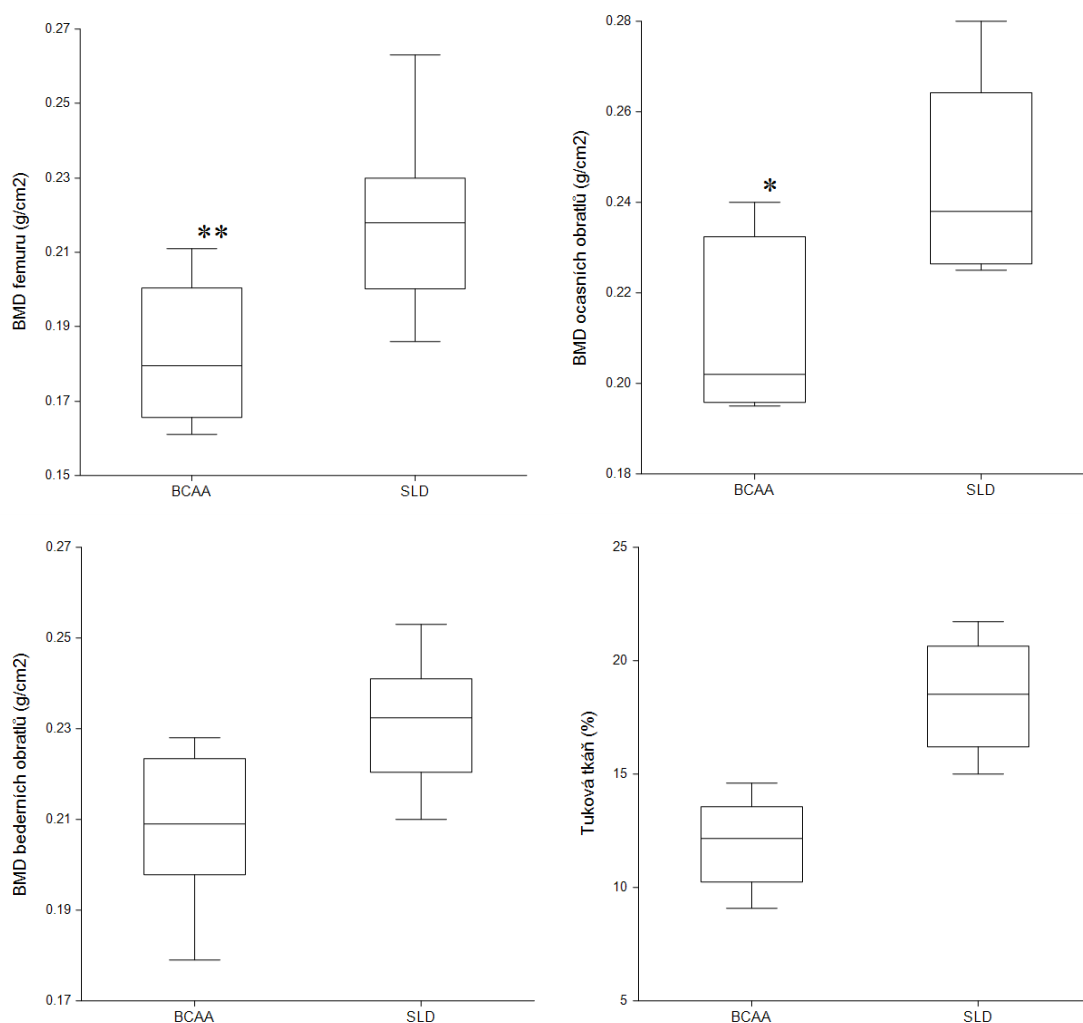 0.27
0.25
0.23
0.21
0.19
0.17
0.15
BMD femuru (g/cm2)
**
BCAA
SLD
0.28
0.26
0.24
0.22
0.20
0.18
BMD ocasních obratlů (g/cm2)
*
BCAA
SLD
0.27
0.25
0.23
0.21
0.19
0.17
BMD bederních obratlů (g/cm2)
BCAA
SLD
25
20
15
10
5
Tuková tkáň (%)
BCAA
SLD